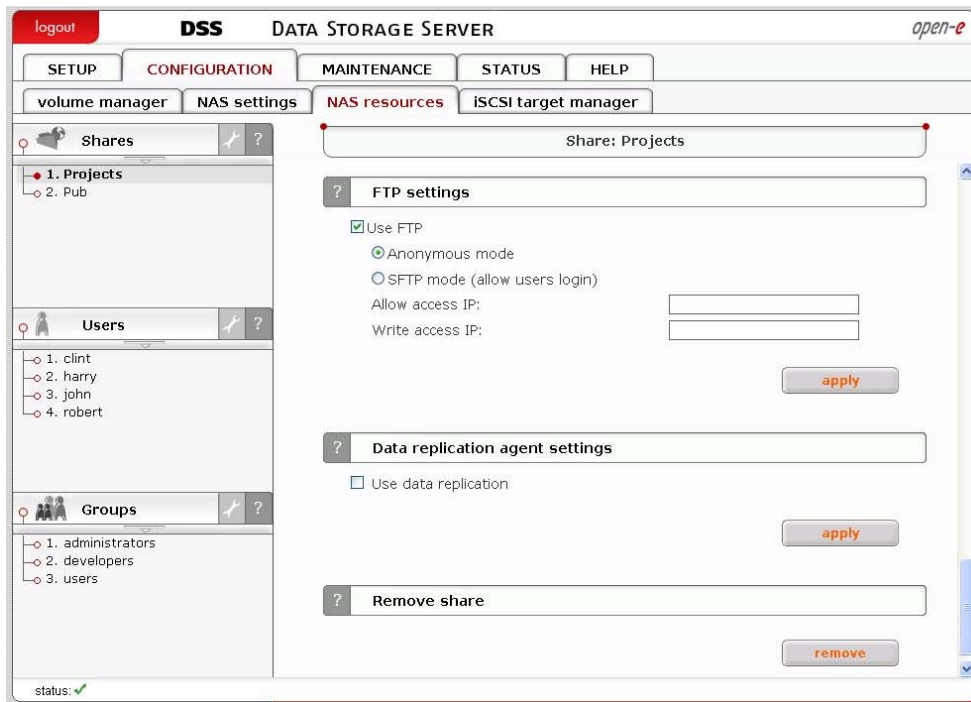 logout
DSS DATA STORAGE SERVER
open-e
SETUP CONFIGURATION MAINTENANCE STATUS HELP
volume manager NAS settings NAS resources iSCSI target manager
Shares ?
1. Projects
2. Pub
Users ?
1. clint
2. harry
3. john
4. robert
Groups ?
1. administrators
2. developers
3. users
Share: Projects
? FTP settings
Use FTP
Anonymous mode
SFTP mode (allow users login)
Allow access IP:
Write access IP:
apply
? Data replication agent settings
Use data replication
apply
? Remove share
remove
status: